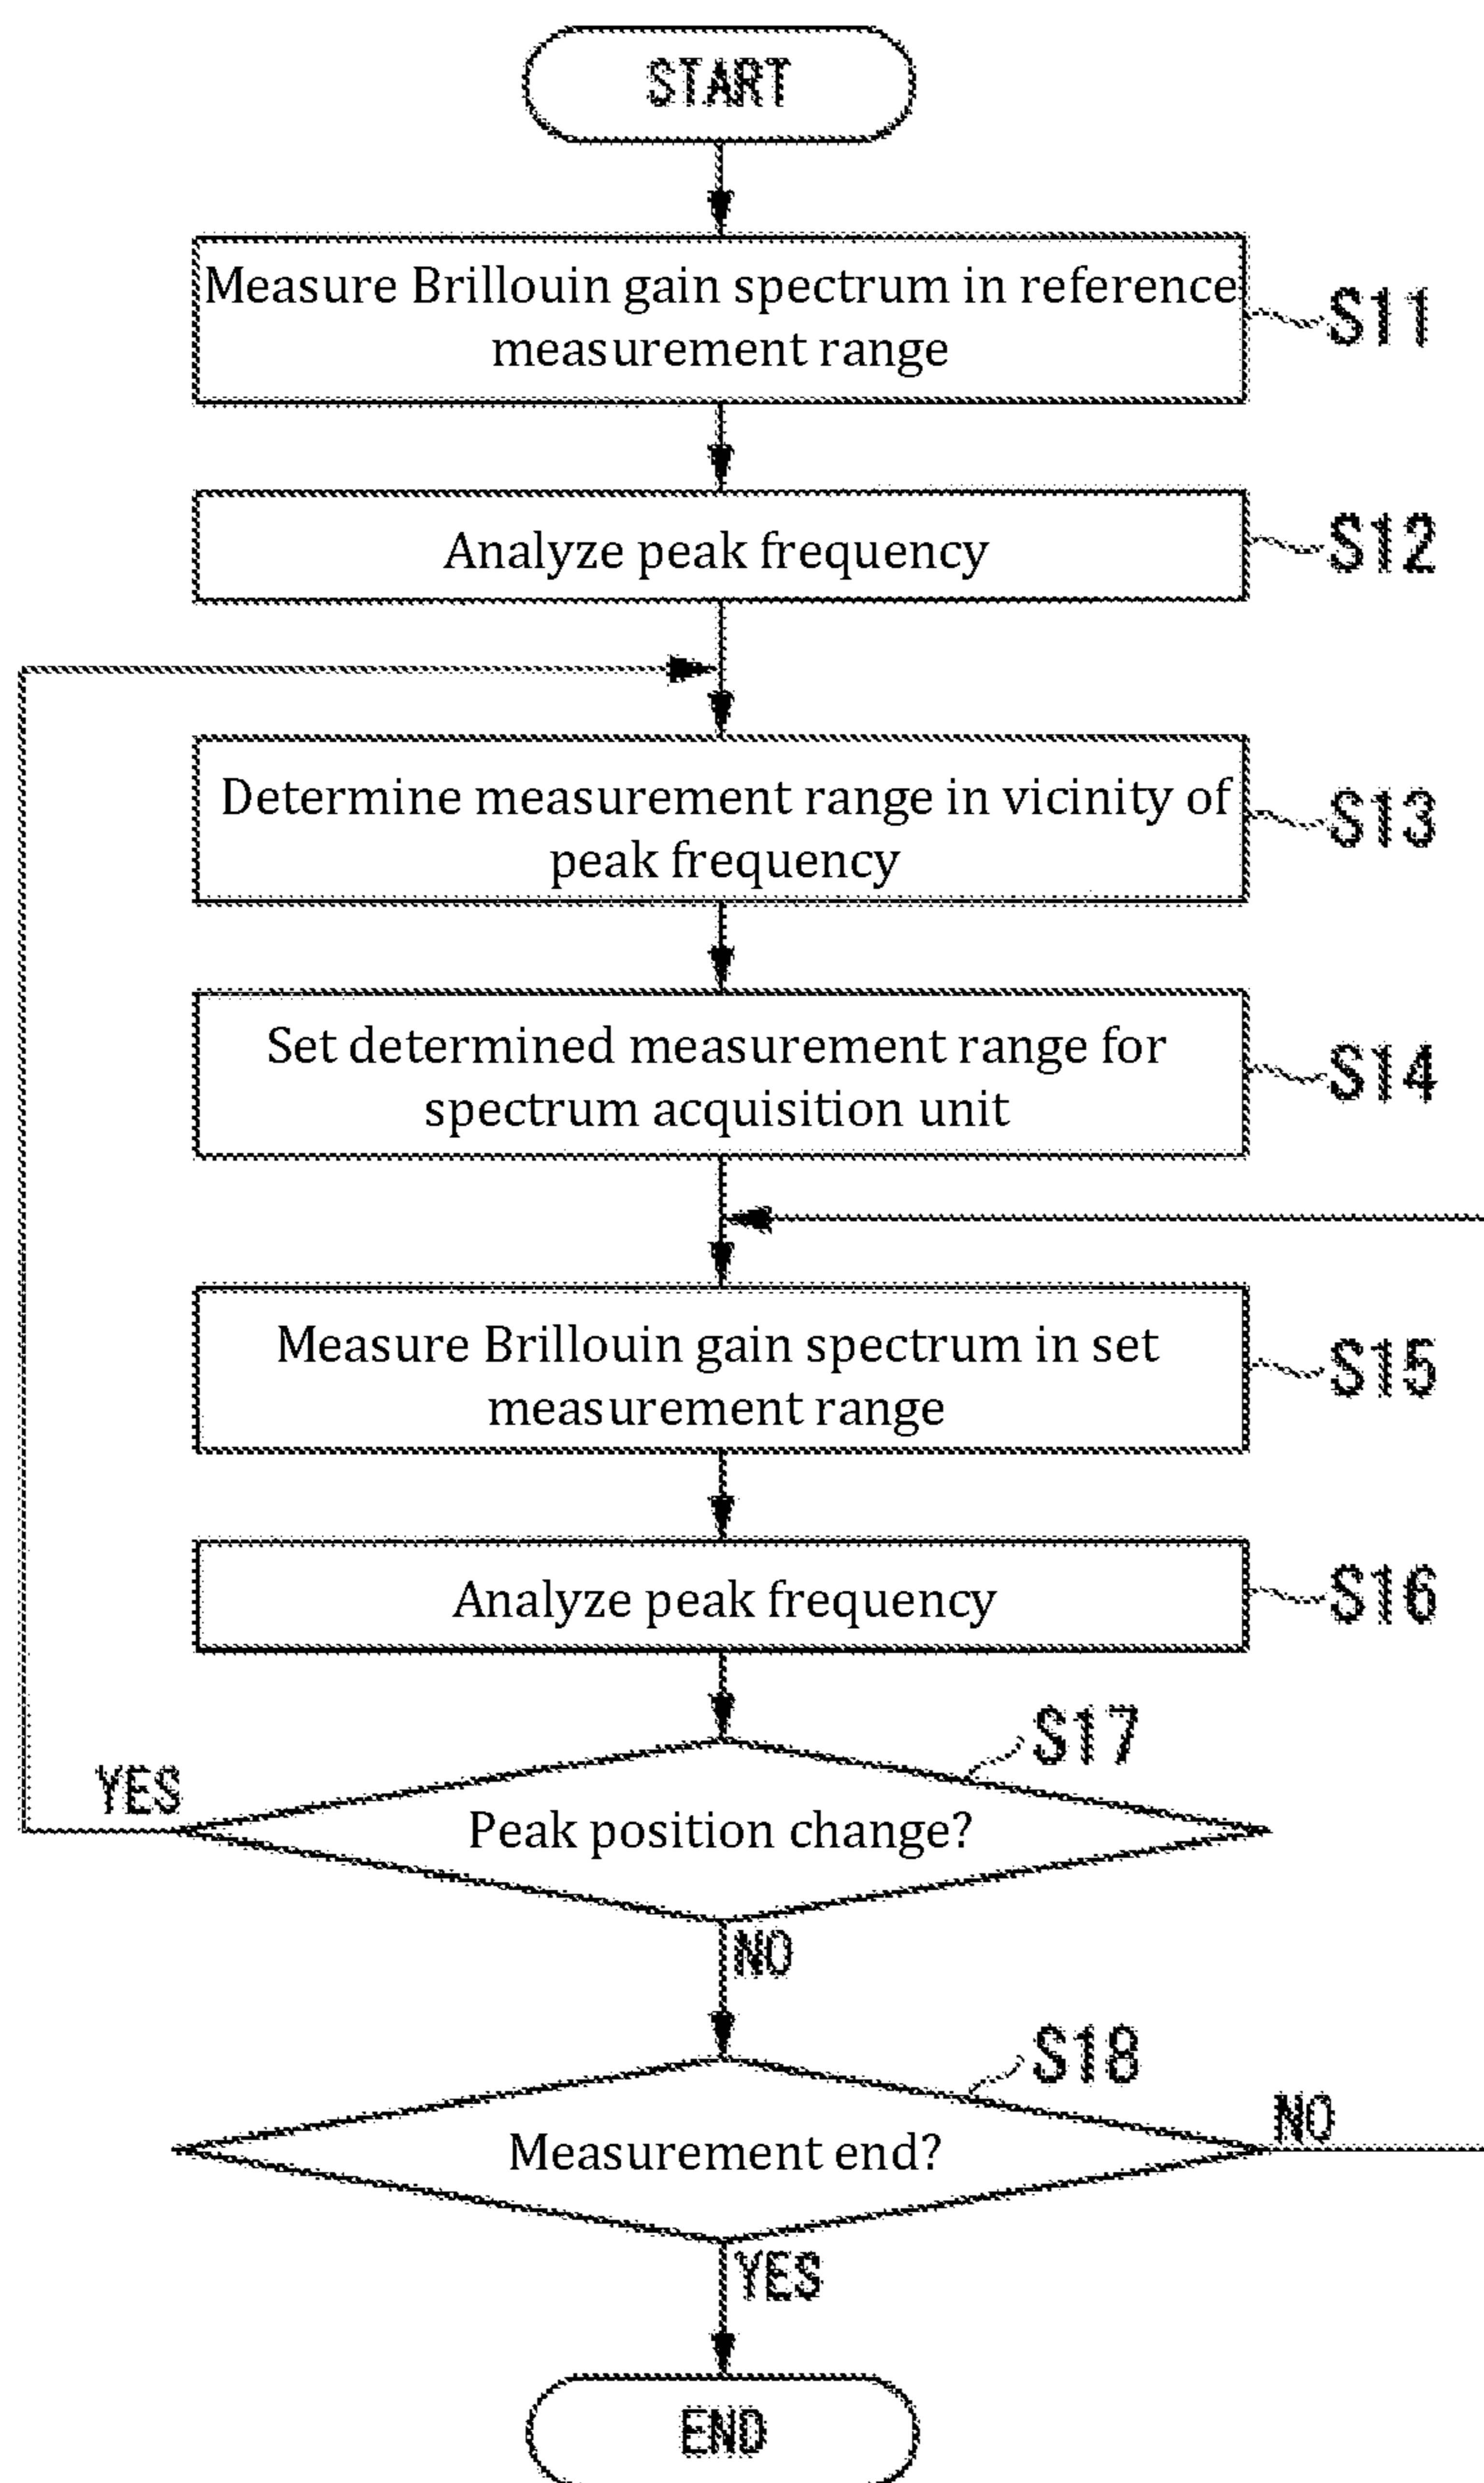 START
Measure Brillouin gain spectrum in reference
measurement range
S11
Analyze peak frequency
S12
Determine measurement range in vicinity of
peak frequency
S13
Set determined measurement range for
spectrum acquisition unit
S14
Measure Brillouin gain spectrum in set
measurement range
S15
Analyze peak frequency
S16
S17
YES
Peak position change?
NO
S18
Measurement end?
NO
YES
END